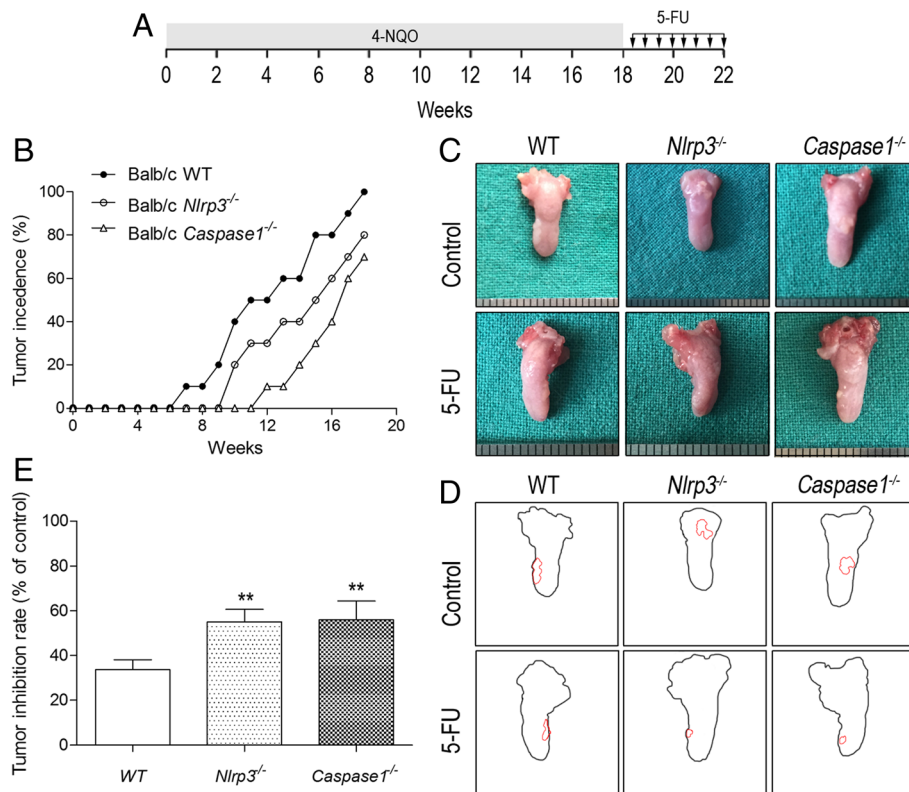 A
4-NQO
5-FU
0 2 4 6 8 10 12 14 16 18 20 22
Weeks
B
Balb/c WT
Balb/c Nlrp3-/-
Balb/c Caspase1-/-
Tumor incedence (%)
100
80
60
40
20
0
0 4 8 12 16 20
Weeks
C
WT Nlrp3-/- Caspase1-/-
Control
5-FU
D
WT Nlrp3-/- Caspase1-/-
Control
5-FU
E
Tumor inhibition rate (% of control)
100
80
60
40
20
0
** **
WT Nlrp3-/- Caspase1-/-